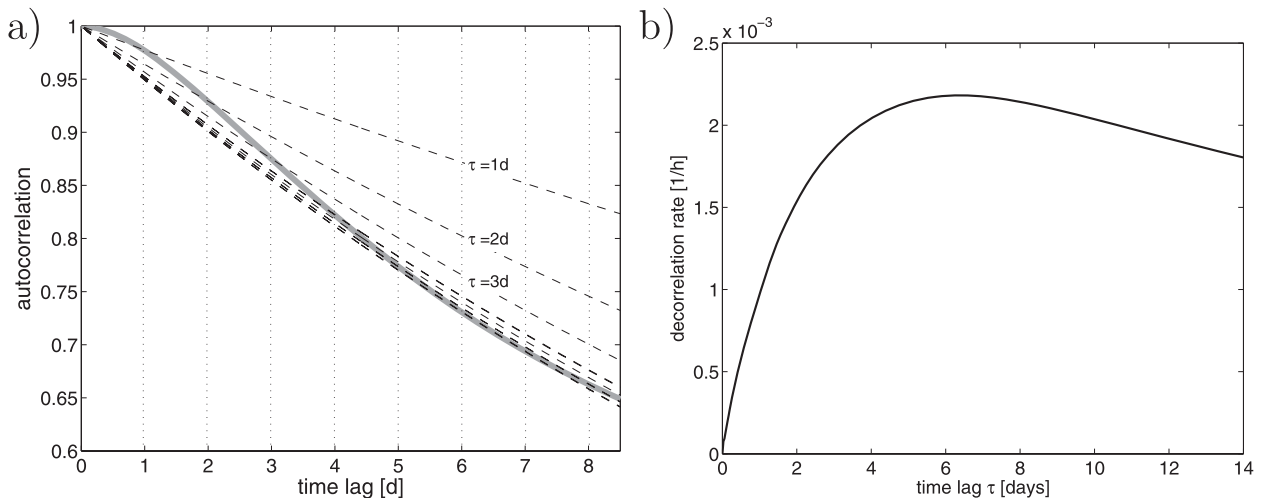 a)
1
0.95
0.9
0.85
0.8
0.75
0.7
0.65
0.6
autocorrelation
τ =1d
τ =2d
τ =3d
0 1 2 3 4 5 6 7 8
time lag [d]
b)
x 10⁻³
2.5
2
1.5
1
0.5
0
decorrelation rate [1/h]
0 2 4 6 8 10 12 14
time lag τ [days]